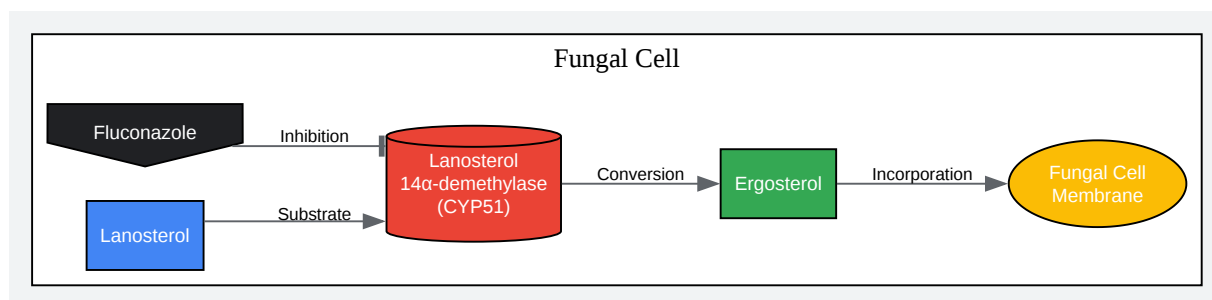 Fungal Cell
Fluconazole
Inhibition
Lanosterol
14α-demethylase
(CYP51)
Conversion
Ergosterol
Incorporation
Fungal Cell
Membrane
Substrate
Lanosterol